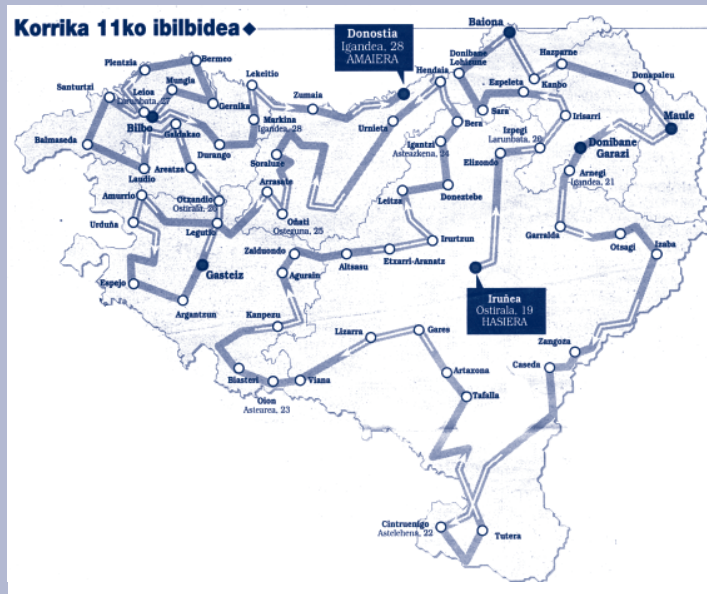 Korrika 11ko ibilbidea
Donostia
Igandea, 28
AMAIERA
Baiona
Donibane
Lohizune
Hendaia
Hazparne
Plentzia
Bermeo
Mungia
Lekeitio
Santurtzi
Leioa
Larunbata, 27
Gernika
Zumaia
Ezpeleta
Kanbo
Donapaleu
Bilbo
Galdakao
Markina
Igandea, 28
Urnieta
Bera
Sara
Irisarri
Maule
Igantzi
Asteazkena, 24
Izpegi
Larunbata, 20
Donibane
Garazi
Balmaseda
Durango
Soraluze
Elizondo
Arnegi
Igandea, 21
Laudio
Areatza
Arrasate
Amurrio
Otxandio
Ostirala, 26
Leitza
Doneztebe
Oñati
Osteguna, 25
Urduña
Legutio
Garralda
Otsagi
Izaba
Zalduondo
Irurtzun
Altsasu
Etxarri-Aranatz
Gasteiz
Agurain
Espejo
Argantzun
Iruñea
Ostirala, 19
HASIERA
Kanpezu
Lizarra
Gares
Zangoza
Caseda
Biasteri
Viana
Artazona
Oion
Astearea, 23
Tafalla
Cintruenigo
Astelehena, 22
Tutera